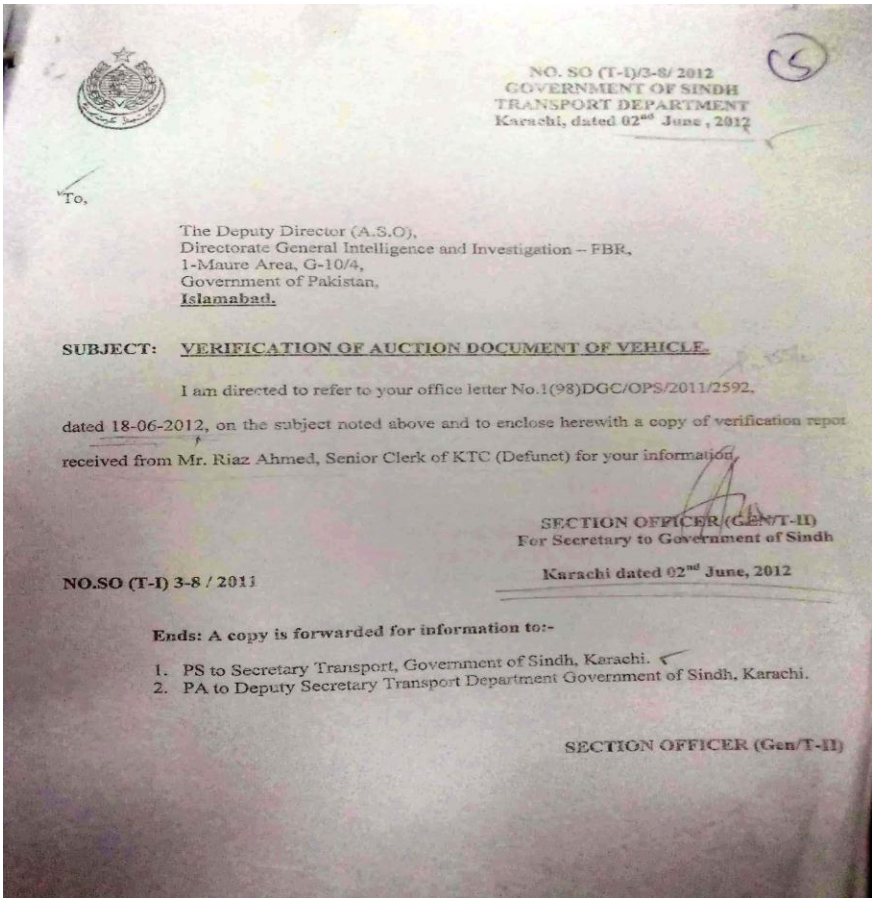 NO. SO (T-I)/3-8/ 2012
GOVERNMENT OF SINDH
TRANSPORT DEPARTMENT
Karachi, dated 02nd June, 2012
To,
The Deputy Director (A.S.O),
Directorate General Intelligence and Investigation – FBR,
1-Maure Area, G-10/4,
Government of Pakistan,
Islamabad.
SUBJECT: VERIFICATION OF AUCTION DOCUMENT OF VEHICLE.
I am directed to refer to your office letter No.1(98)DGC/OPS/2011/2592,
dated 18-06-2012, on the subject noted above and to enclose herewith a copy of verification repor
received from Mr. Riaz Ahmed, Senior Clerk of KTC (Defunct) for your information.
SECTION OFFICER (GEN/T-II)
For Secretary to Government of Sindh
NO.SO (T-I) 3-8 / 2011
Karachi dated 02nd June, 2012
Ends: A copy is forwarded for information to:-
1. PS to Secretary Transport, Government of Sindh, Karachi.
2. PA to Deputy Secretary Transport Department Government of Sindh, Karachi.
SECTION OFFICER (Gen/T-II)